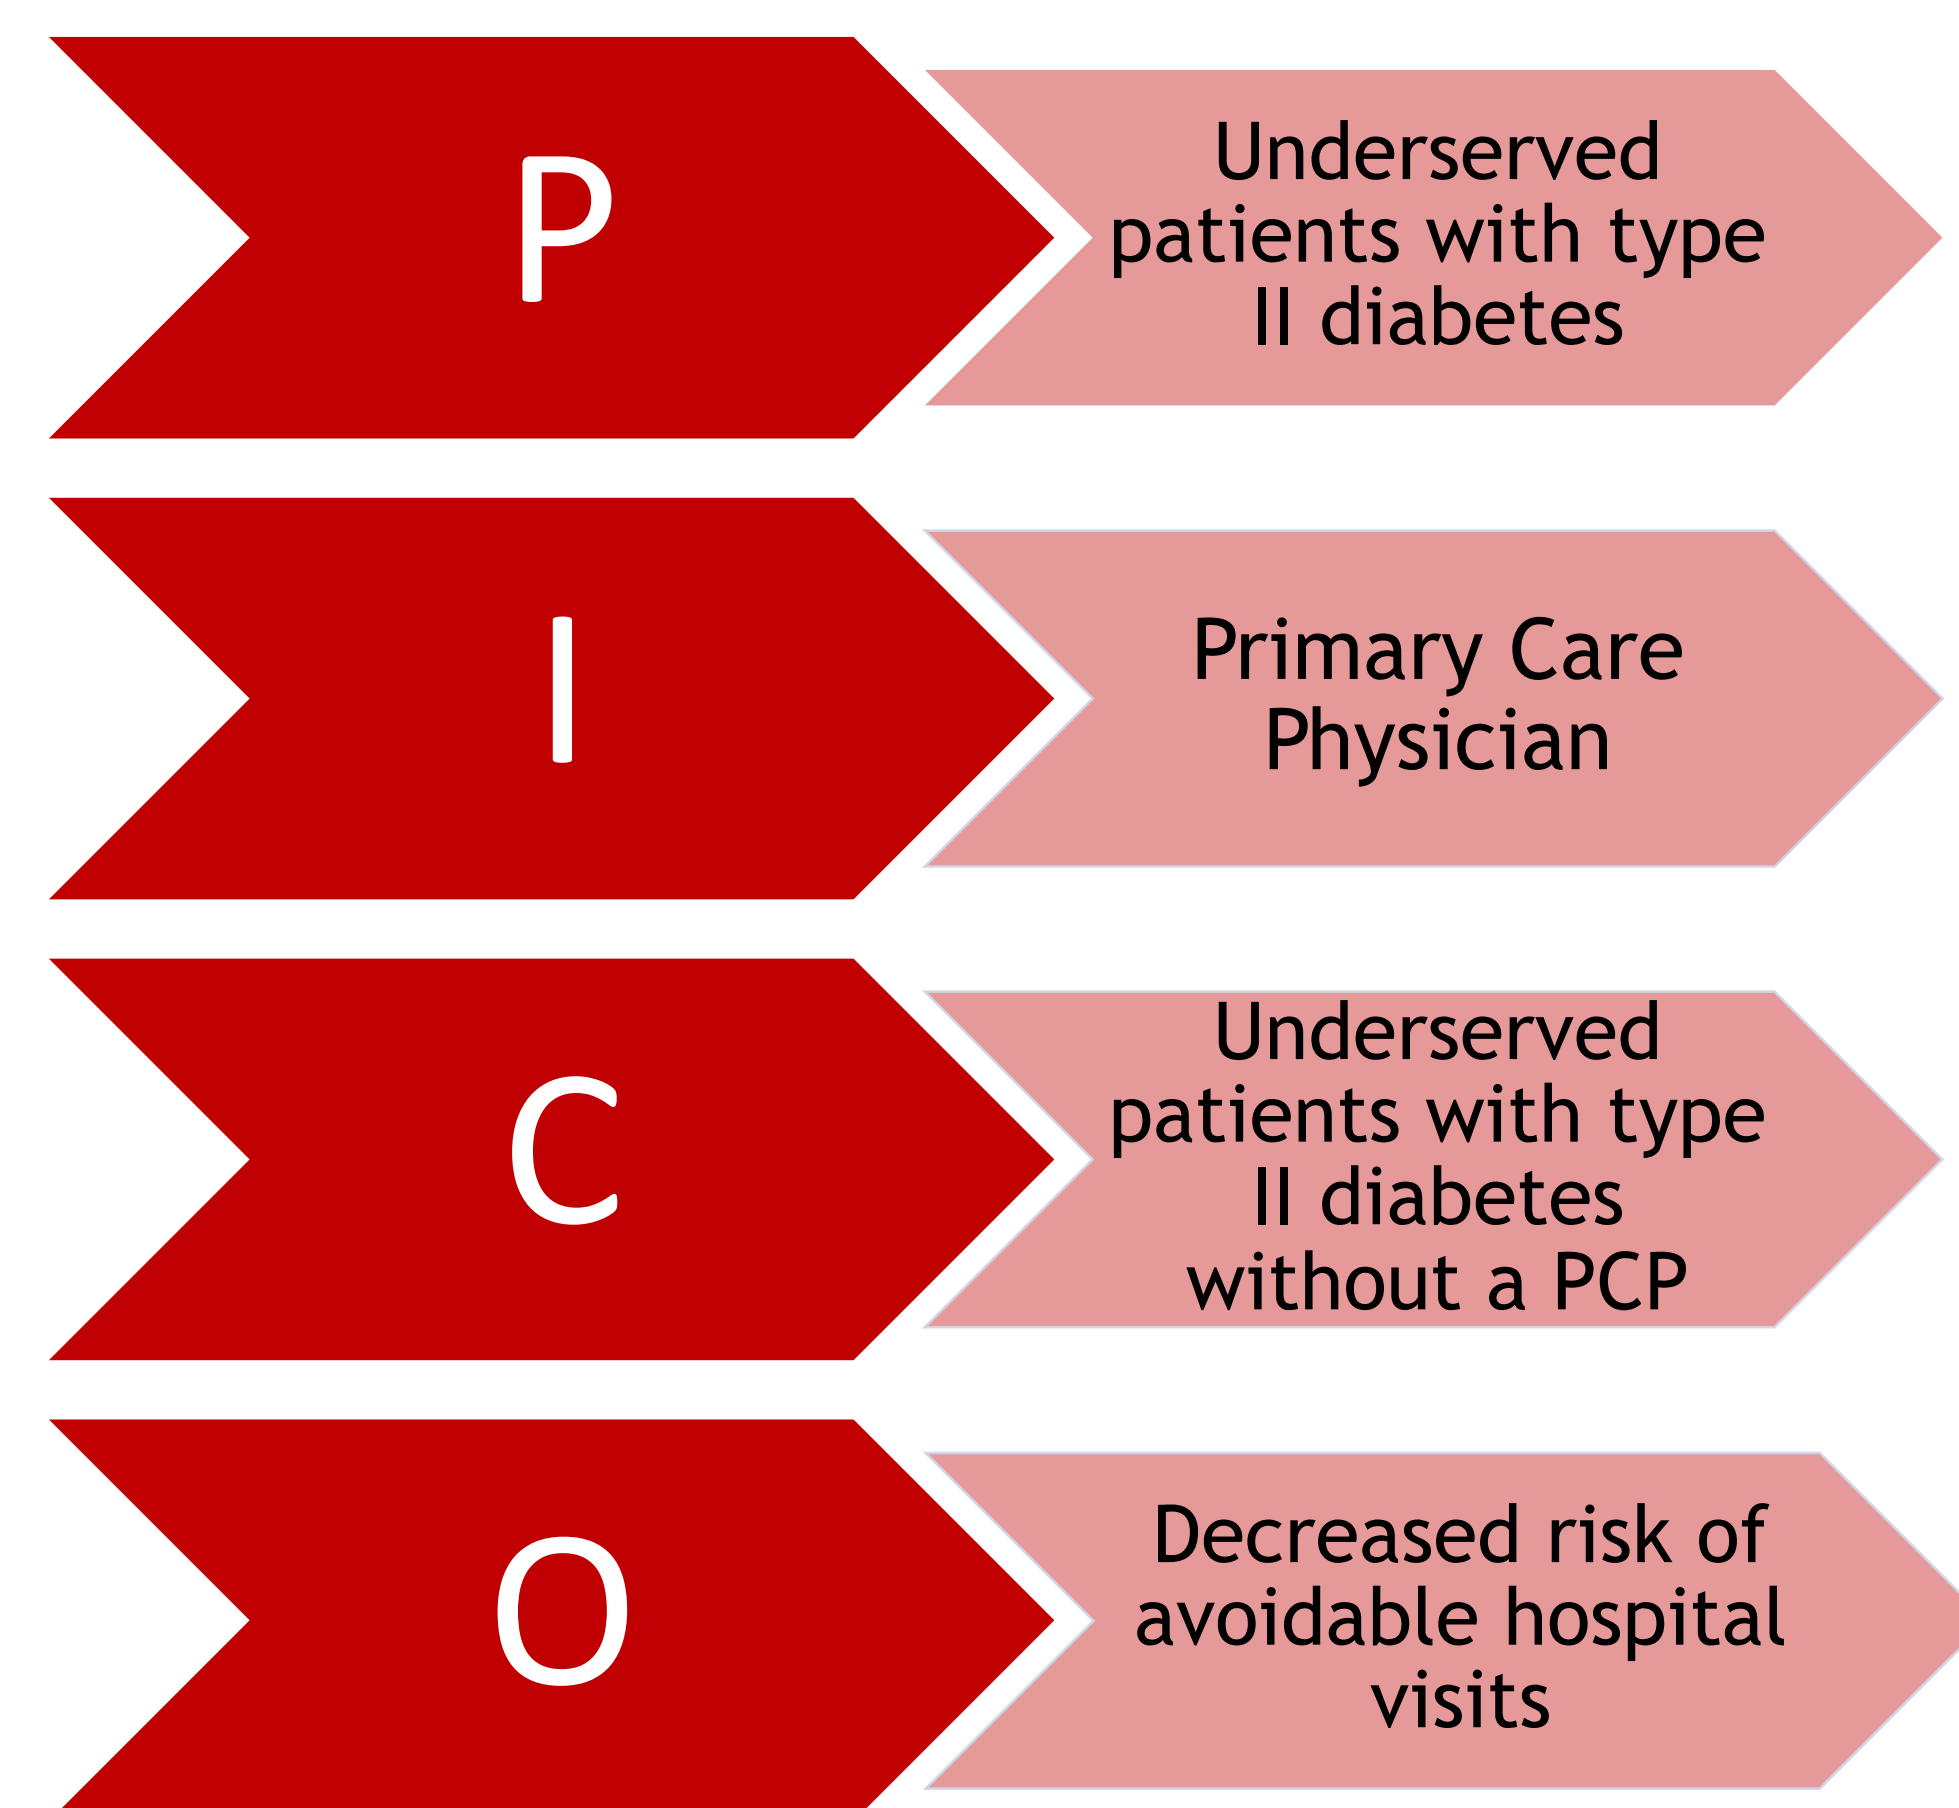 P
Underserved
patients with type
II diabetes
I
Primary Care
Physician
C
Underserved
patients with type
II diabetes
without a PCP
O
Decreased risk of
avoidable hospital
visits